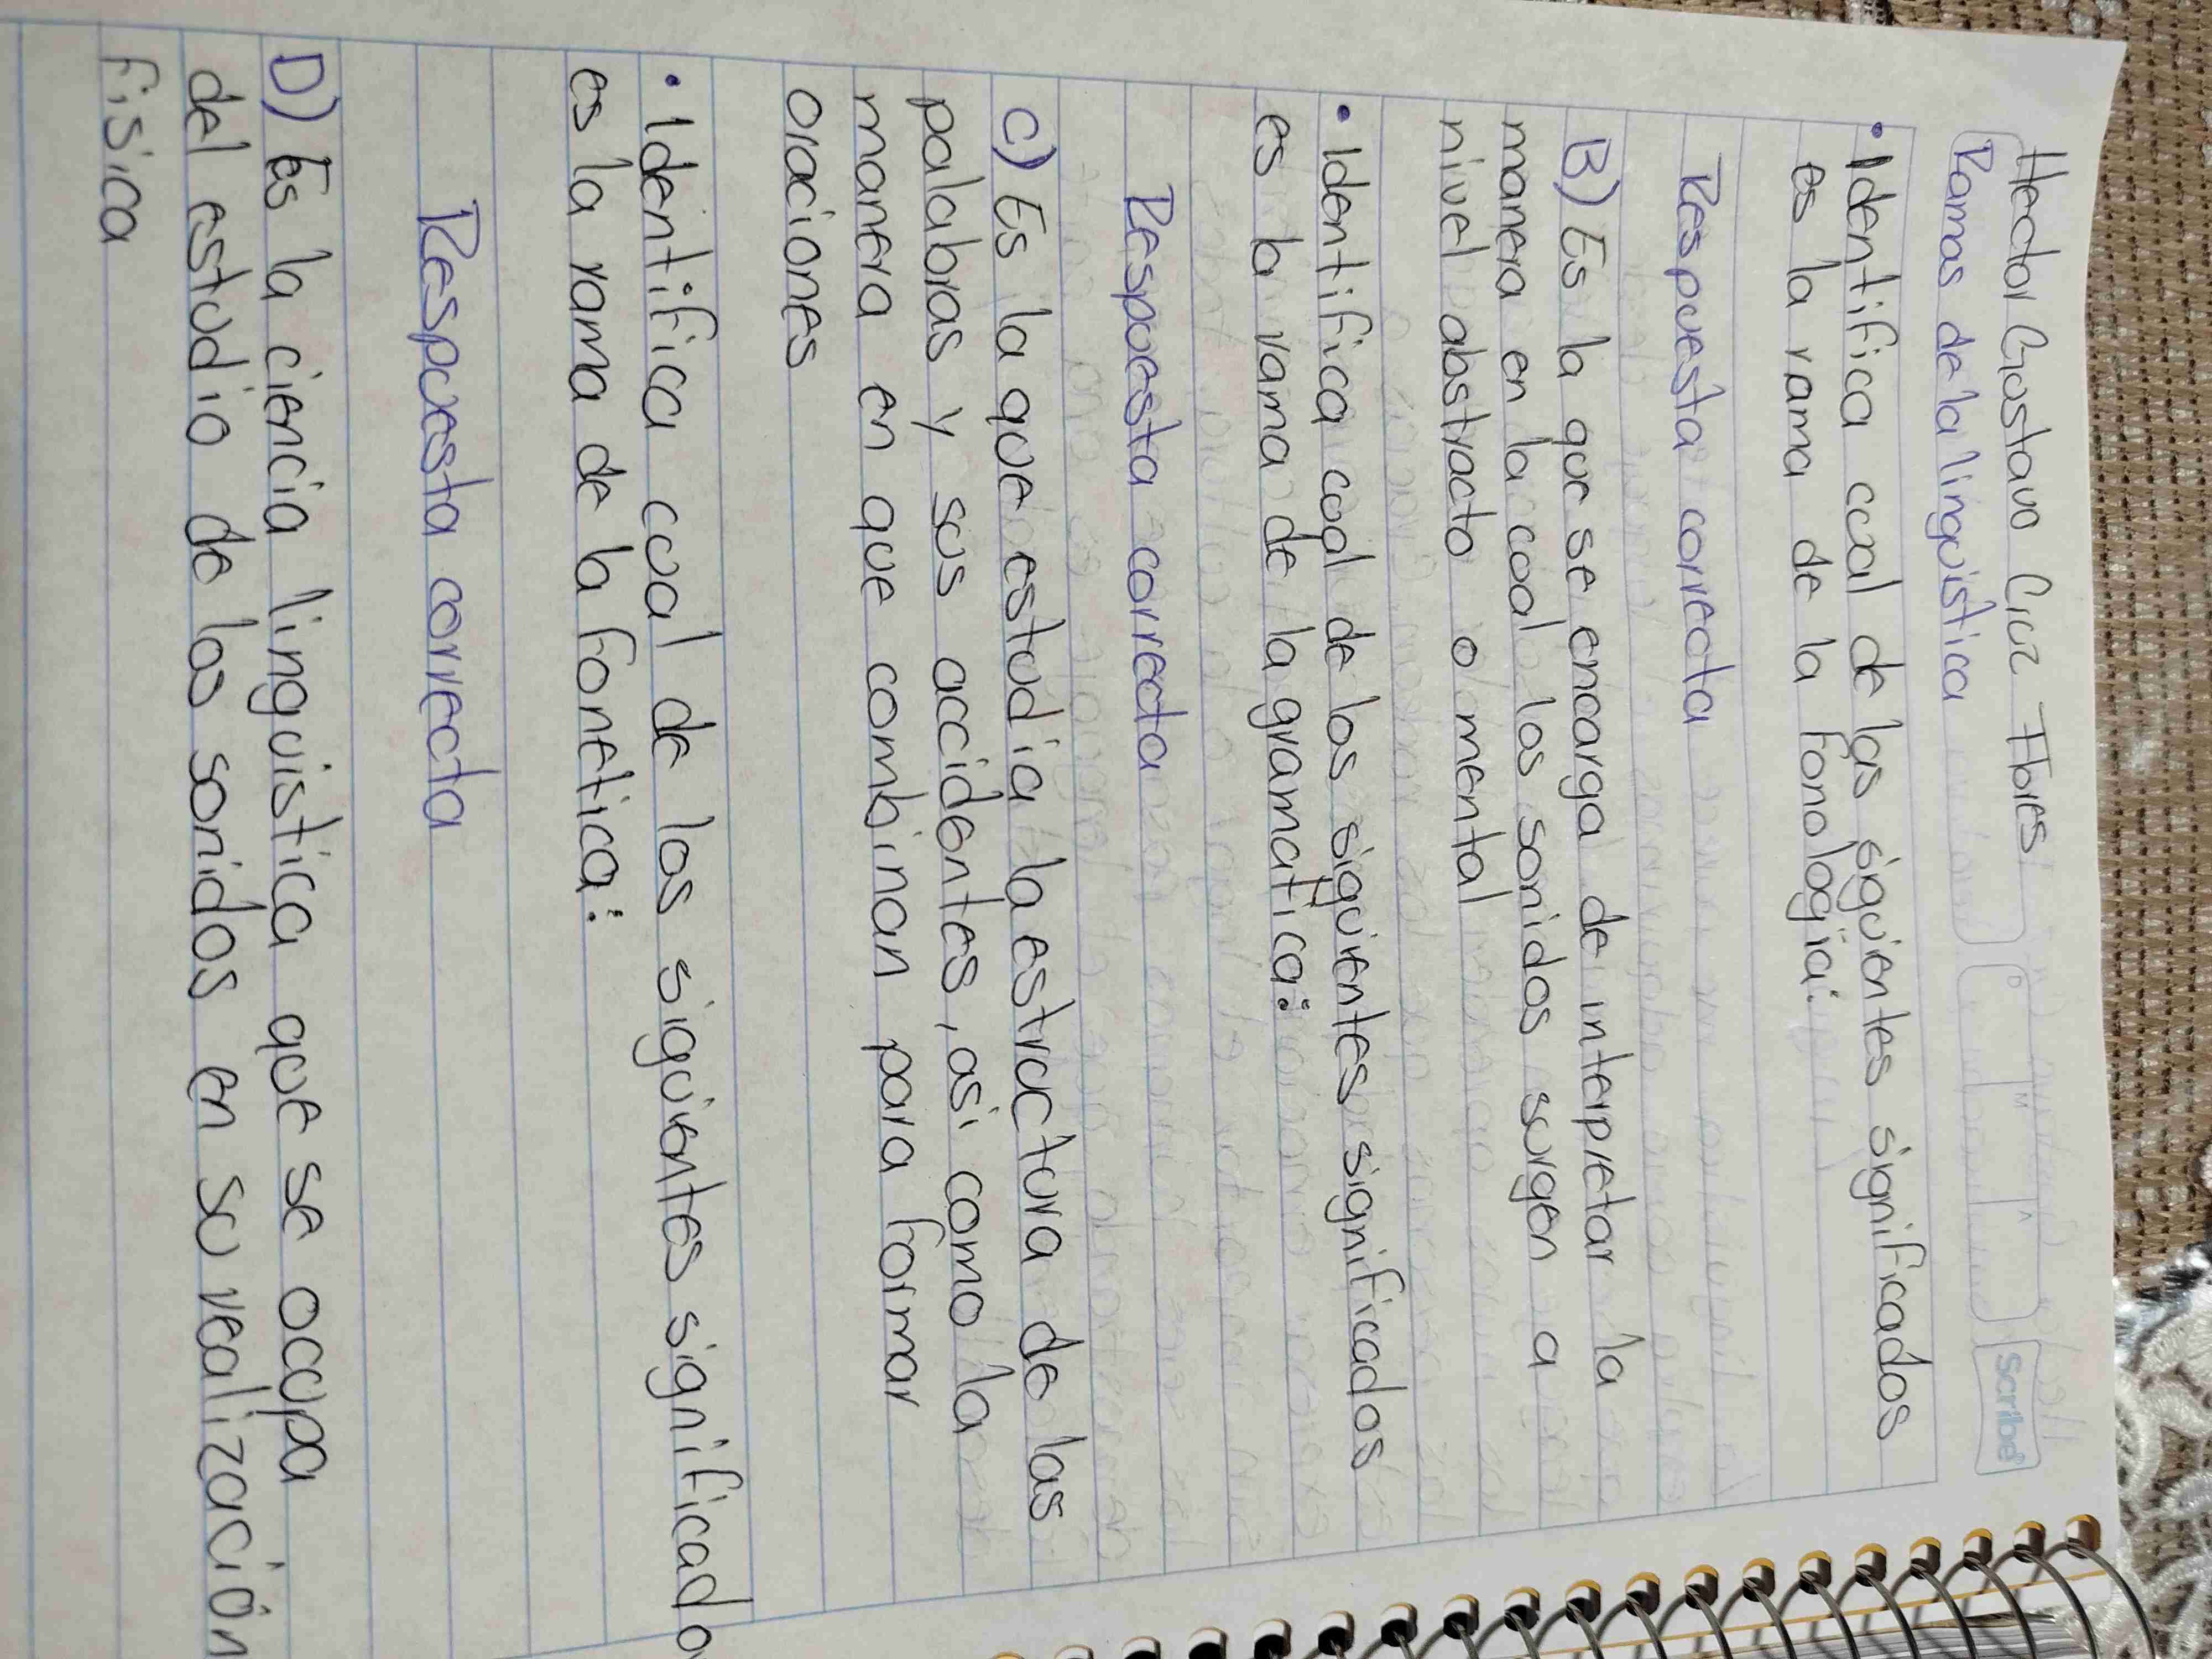 Hector Gustavo Cruz Flores
Ramas de la linguistica
D
M
A
Scribe
• Identifica cual de las siguientes significados
es la rama de la Fonologia:
Respuesta correcta
B) Es la que se encarga de interpretar la
manera en la cual los sonidos surgen a
nivel abstracto o mental
• Identifica cual de los siguientes significados
es la rama de la gramatica:
Respuesta correcta
C) Es la que estudia la estructura de las
palabras y sus accidentes, asi como la
manera en que combinan para formar
oraciones
• Identifica cual de los siguientes significado
es la rama de la Fonetica:
Respuesta correcta
D) Es la ciencia linguistica que se ocupa
del estudio de los sonidos en su realización
Fisica